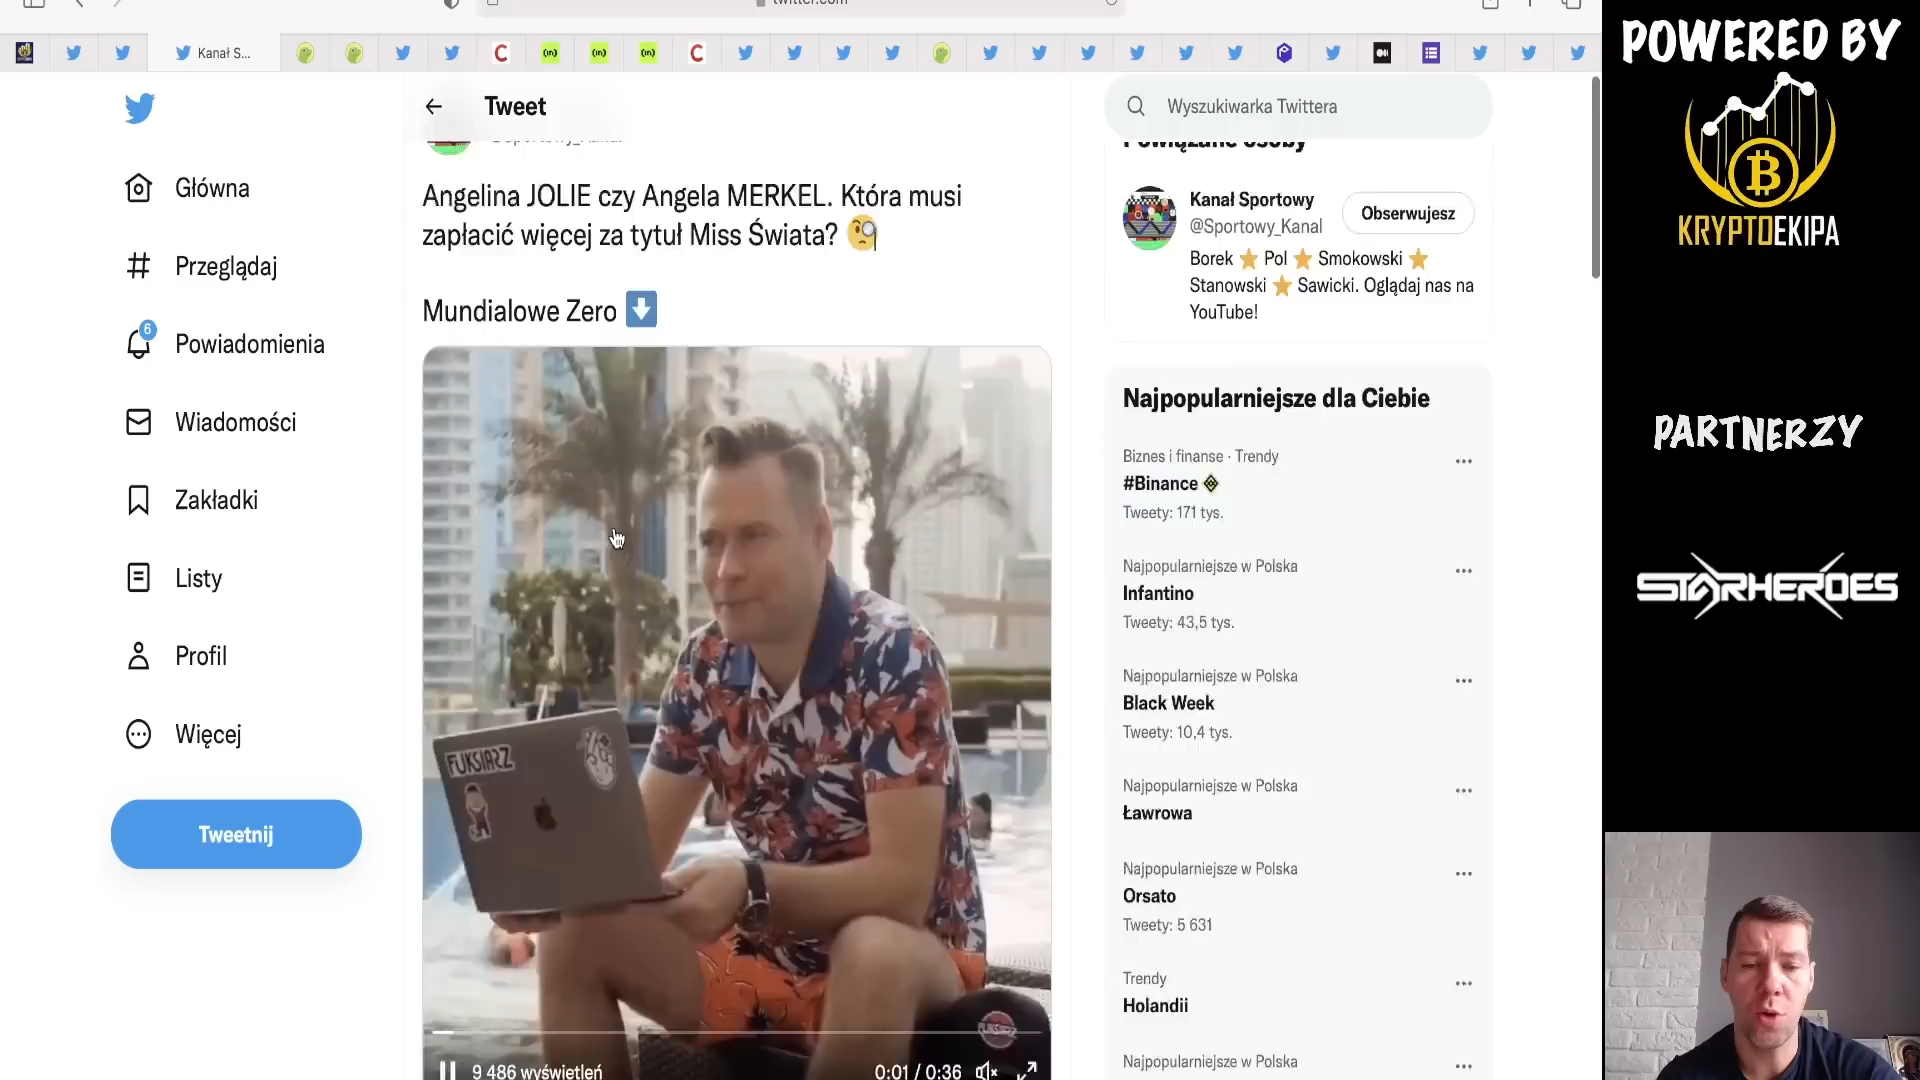 twitter.com
Kanał S...
Tweet
Wyszukiwarka Twittera
Główna
Przeglądaj
6
Powiadomienia
Wiadomości
Zakładki
Listy
Profil
Więcej
Tweetnij
@Sportowy_Kanal
Angelina JOLIE czy Angela MERKEL. Która musi
zapłacić więcej za tytuł Miss Świata?
Mundialowe Zero
FUKSIARZ
FUKSIARZ
9 486 wyświetleń
0:01 / 0:36
Powiązane osoby
Kanał Sportowy
@Sportowy_Kanal
Obserwujesz
Borek ⭐ Pol ⭐ Smokowski ⭐
Stanowski ⭐ Sawicki. Oglądaj nas na
YouTube!
Najpopularniejsze dla Ciebie
Biznes i finanse · Trendy
#Binance
Tweety: 171 tys.
Najpopularniejsze w Polska
Infantino
Tweety: 43,5 tys.
Najpopularniejsze w Polska
Black Week
Tweety: 10,4 tys.
Najpopularniejsze w Polska
Ławrowa
Najpopularniejsze w Polska
Orsato
Tweety: 5 631
Trendy
Holandii
Najpopularniejsze w Polska
POWERED BY
KRYPTOEKIPA
PARTNERZY
STARHEROES